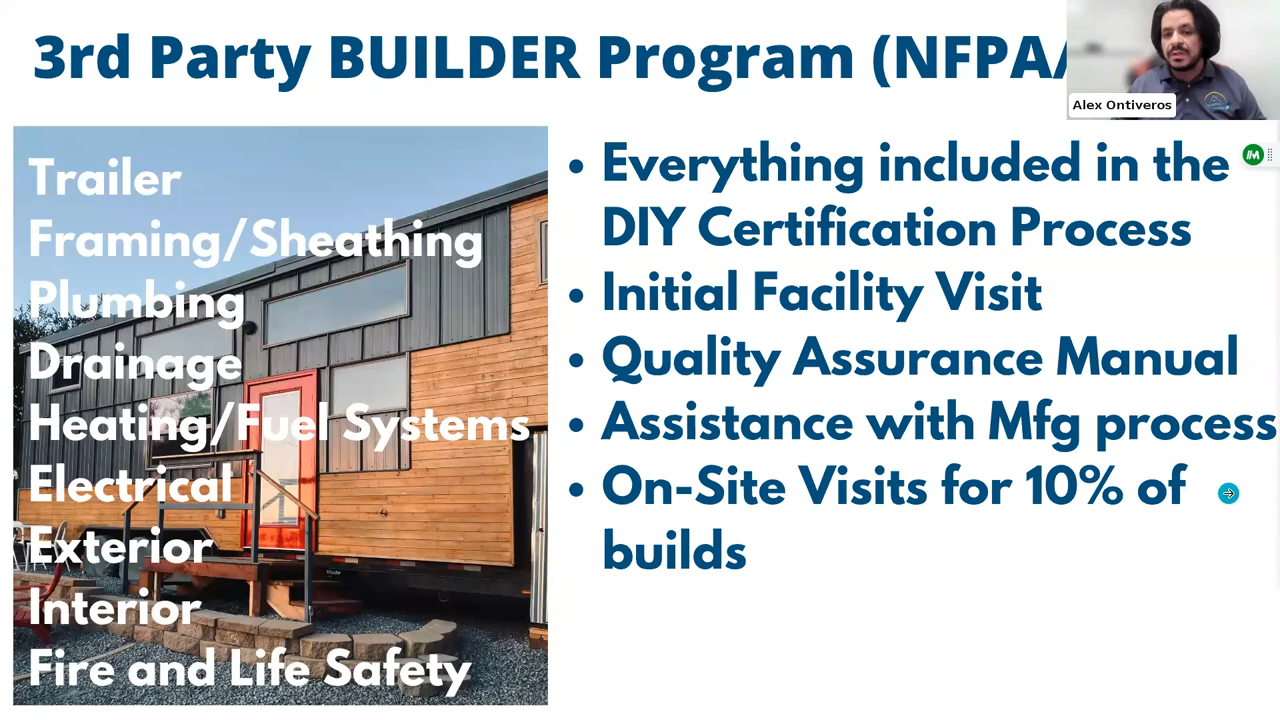 3rd Party BUILDER Program (NFPA/
Alex Ontiveros
Trailer
Framing/Sheathing
Plumbing
Drainage
Heating/Fuel Systems
Electrical
Exterior
Interior
Fire and Life Safety
• Everything included in the
DIY Certification Process
• Initial Facility Visit
• Quality Assurance Manual
• Assistance with Mfg process
• On-Site Visits for 10% of
builds